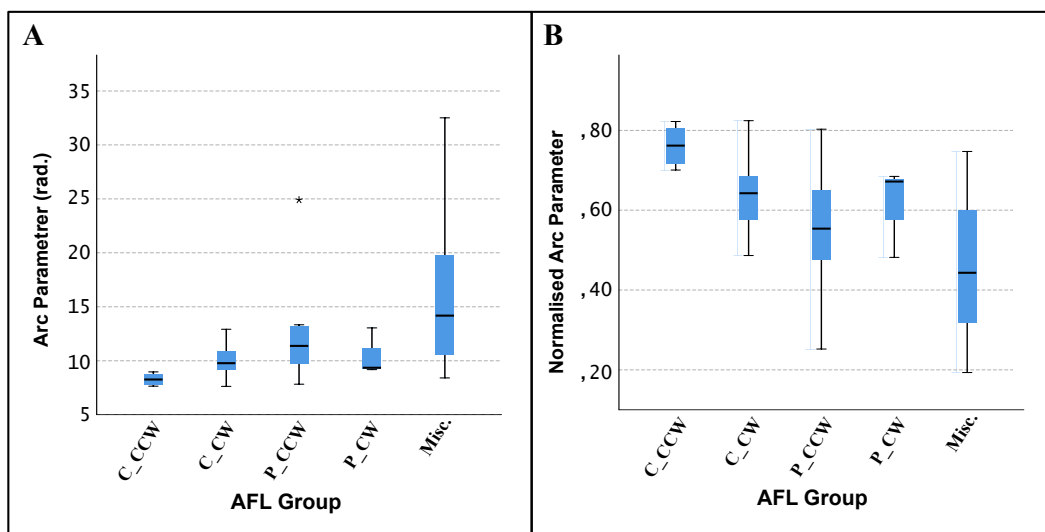 A
Arc Parametrer (rad.)
35
30
25
20
15
10
5
*
C_CCW
C_CW
P_CCW
P_CW
Misc.
AFL Group
B
Normalised Arc Parameter
,80
,60
,40
,20
C_CCW
C_CW
P_CCW
P_CW
Misc.
AFL Group